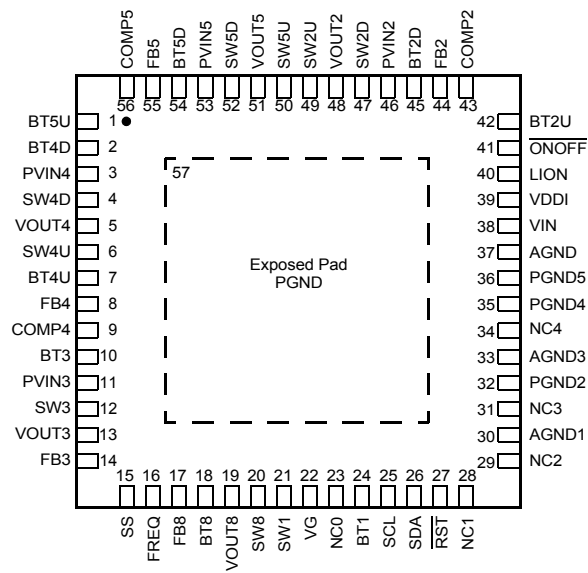 COMP5
FB5
BT5D
PVIN5
SW5D
VOUT5
SW5U
SW2U
VOUT2
SW2D
PVIN2
BT2D
FB2
COMP2
56 55 54 53 52 51 50 49 48 47 46 45 44 43
BT5U 1 42 BT2U
BT4D 2 41 ONOFF
PVIN4 3 57 40 LION
SW4D 4 39 VDDI
VOUT4 5 38 VIN
SW4U 6 37 AGND
Exposed Pad
BT4U 7 36 PGND5
PGND
FB4 8 35 PGND4
COMP4 9 34 NC4
BT3 10 33 AGND3
PVIN3 11 32 PGND2
SW3 12 31 NC3
VOUT3 13 30 AGND1
FB3 14 29 NC2
15 16 17 18 19 20 21 22 23 24 25 26 27 28
SS
FREQ
FB8
BT8
VOUT8
SW8
SW1
VG
NC0
BT1
SCL
SDA
RST
NC1